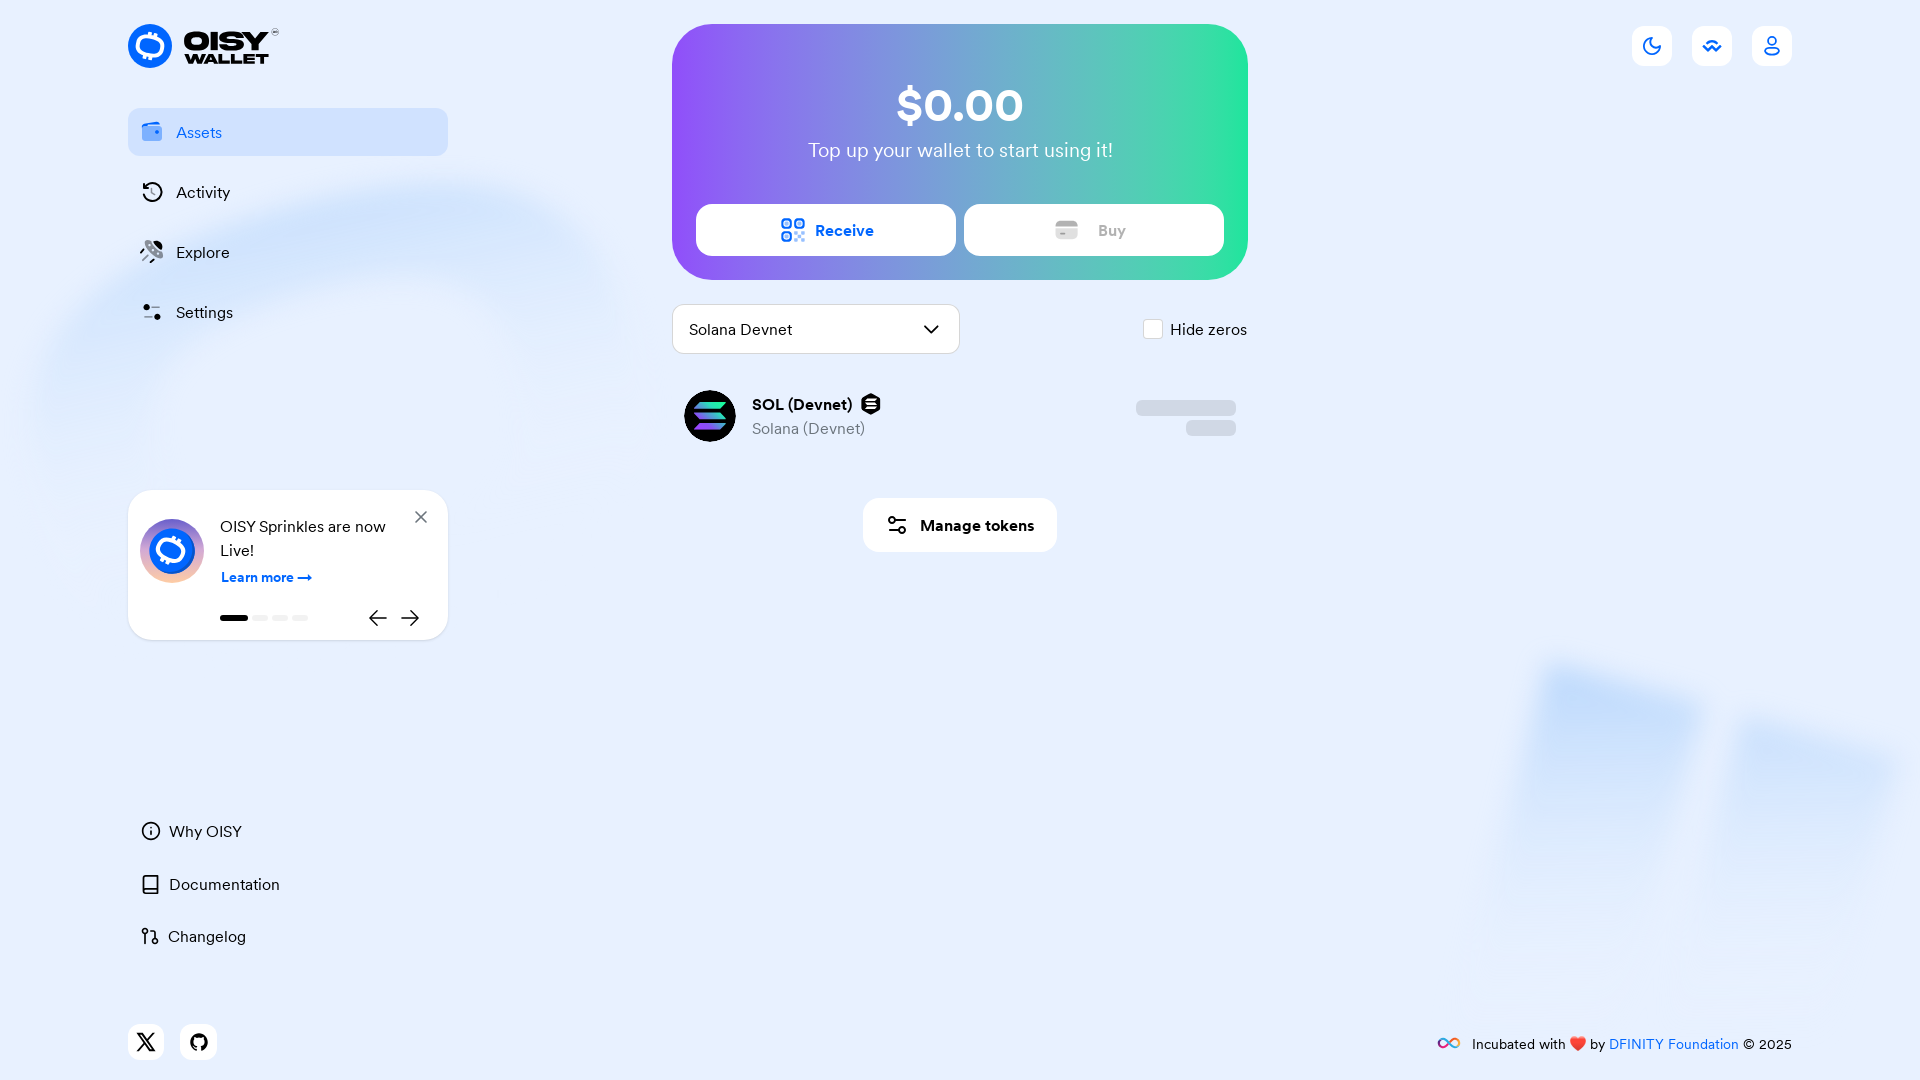 OISY
WALLET
Assets
Activity
Explore
Settings
OISY Sprinkles are now
Live!
Learn more
Why OISY
Documentation
Changelog
$0.00
Top up your wallet to start using it!
Receive
Buy
Solana Devnet
Hide zeros
SOL (Devnet)
Solana (Devnet)
Manage tokens
Incubated with ❤️ by DFINITY Foundation © 2025